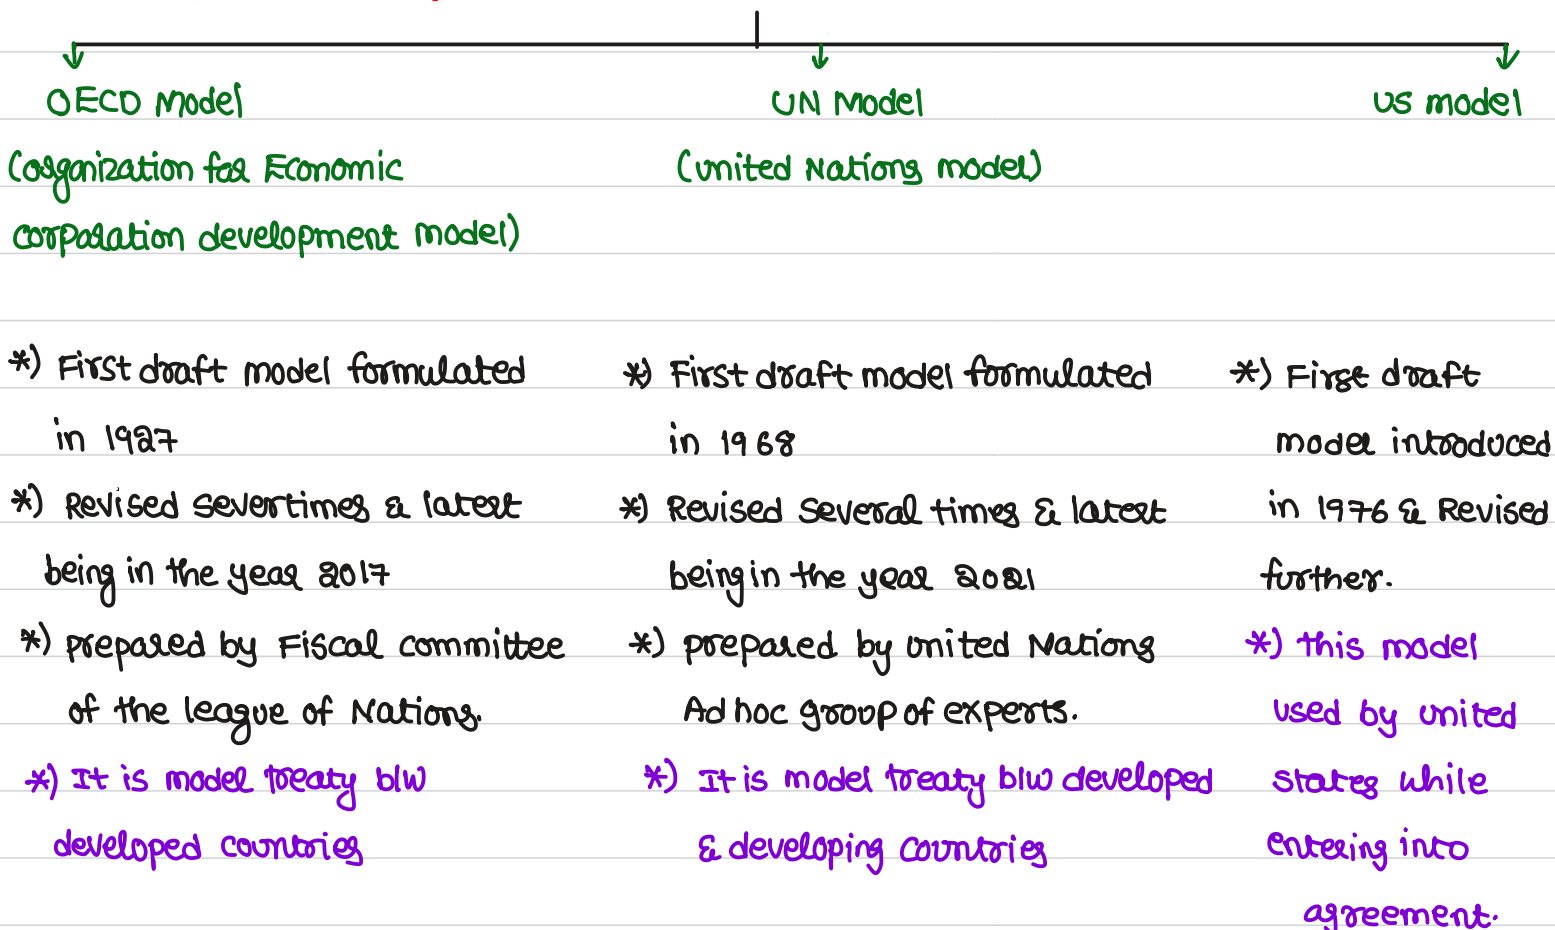 OECD Model
(organization for Economic
corporation development model)
*) First draft model formulated
in 1927
*) Revised severtimes & latest
being in the year 2017
*) prepared by Fiscal committee
of the league of Nations.
*) It is model treaty b/w
developed countries
UN Model
(united Nations model)
*) First draft model formulated
in 1968
*) Revised several times & latest
being in the year 2021
*) prepared by united Nations
Ad hoc group of experts.
*) It is model treaty b/w developed
& developing countries
US model
*) First draft
model introduced
in 1976 & Revised
further.
*) this model
used by united
states while
entering into
agreement.